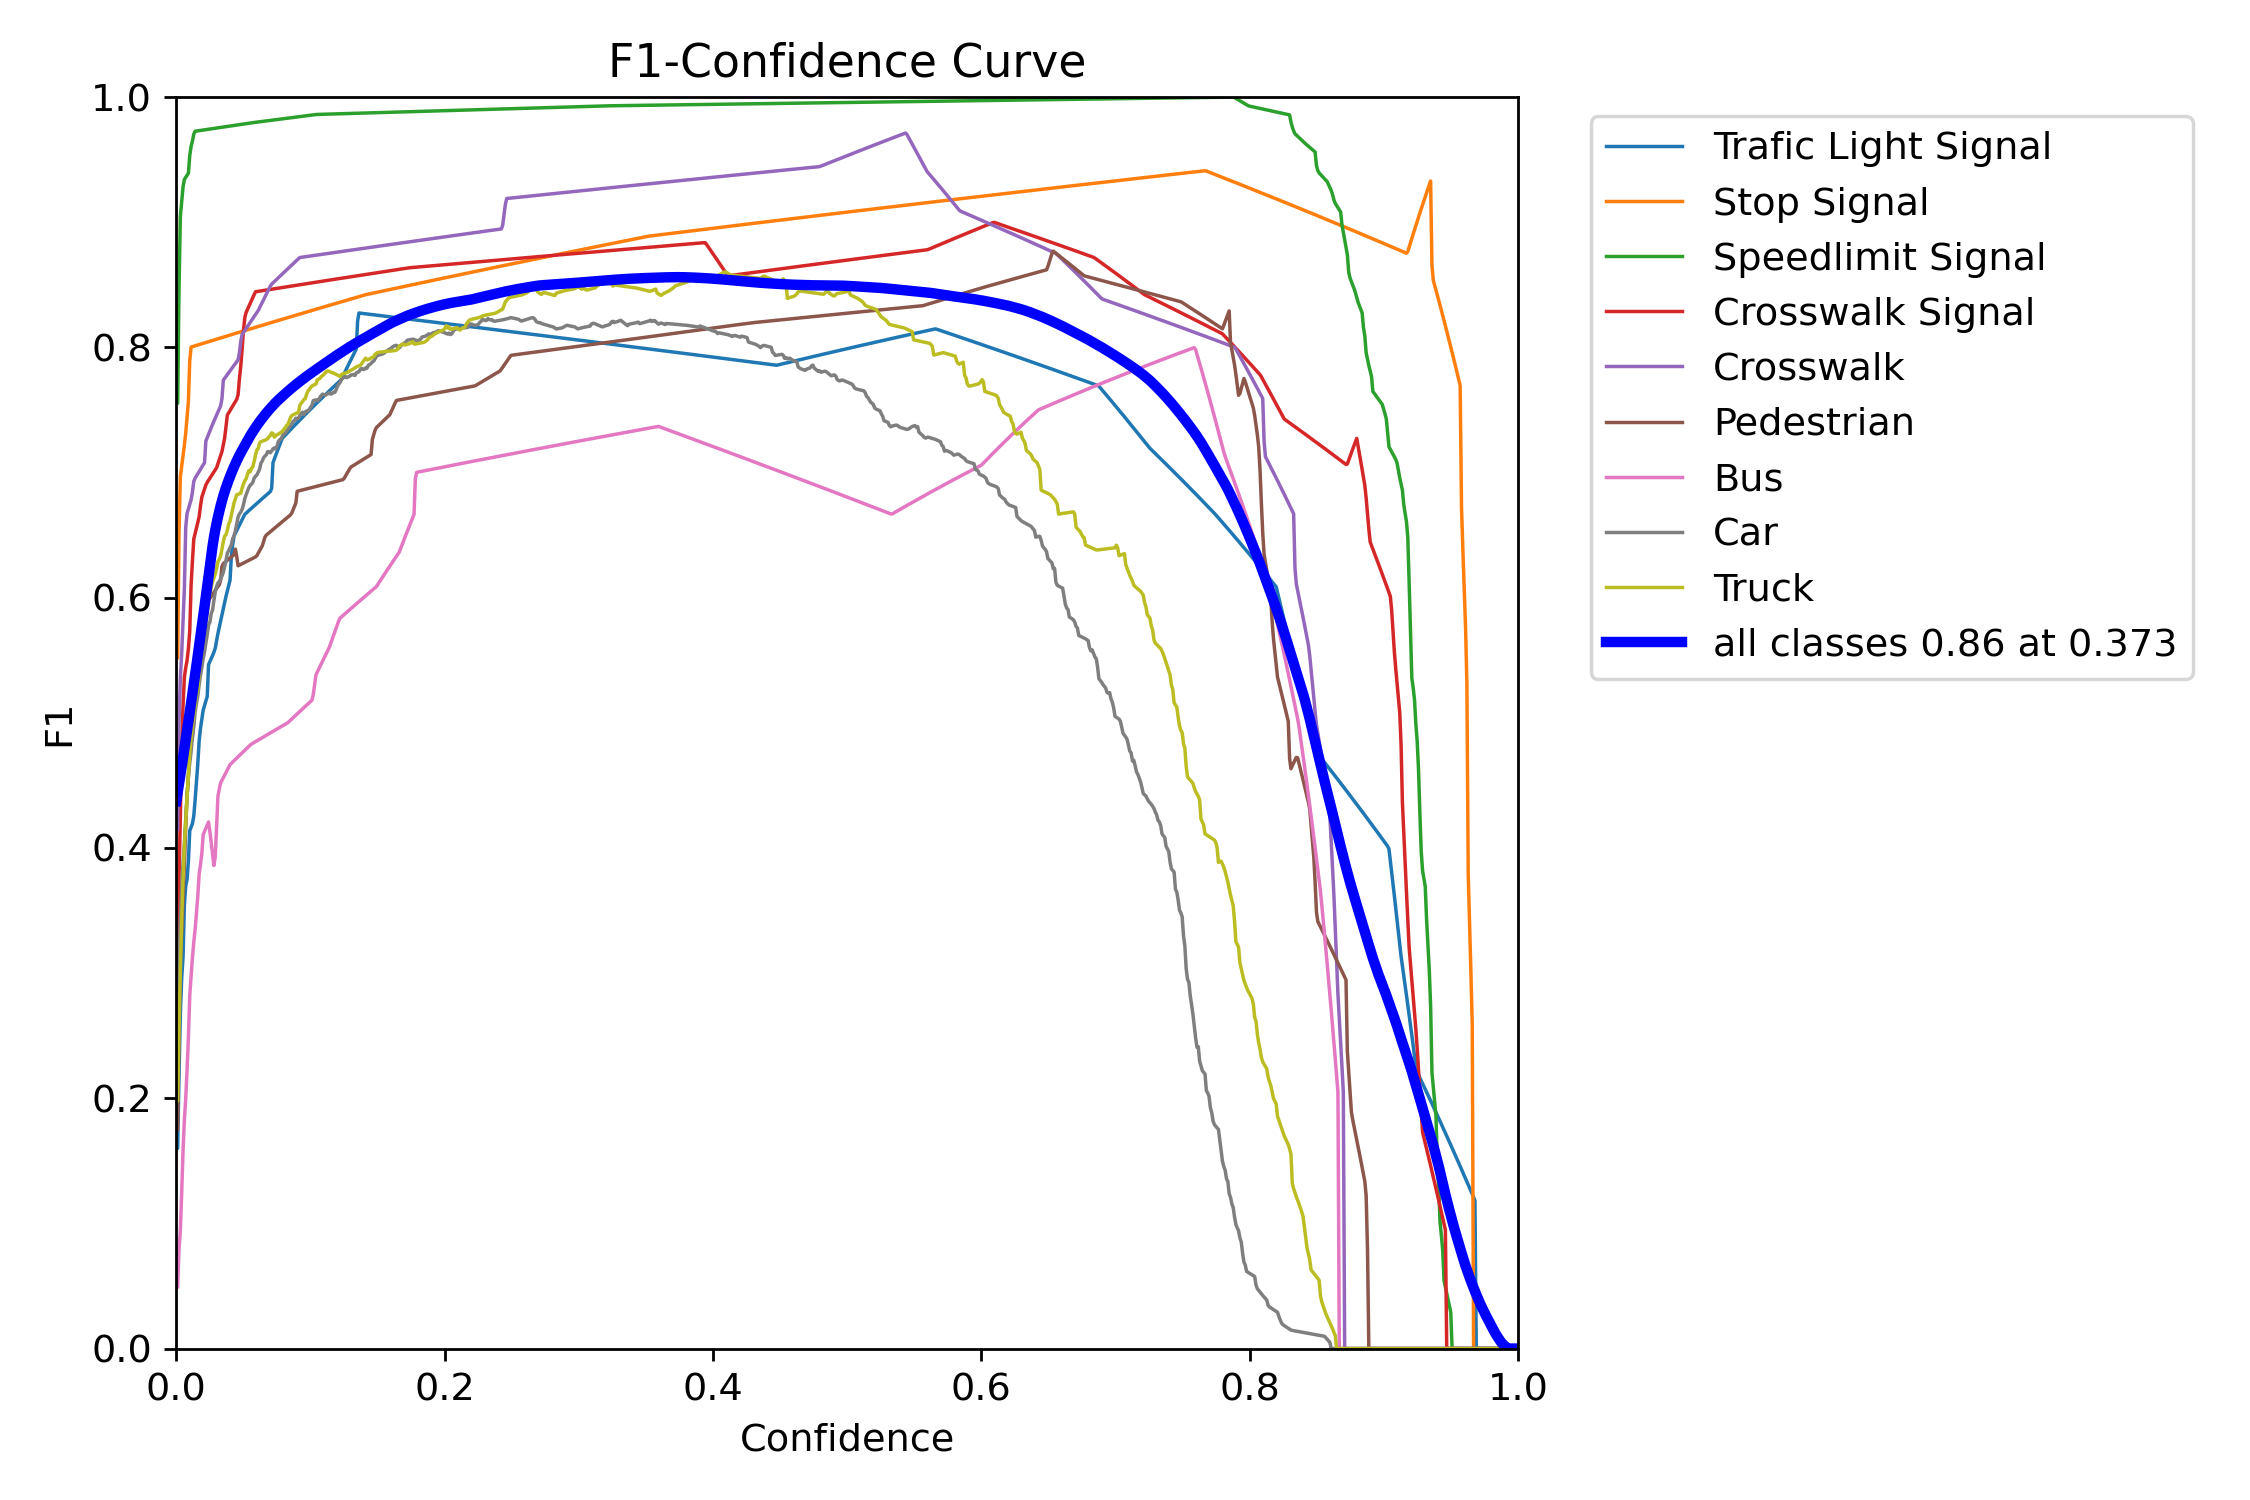 F1-Confidence Curve
1.0
0.8
0.6
0.4
0.2
0.0
F1
0.0 0.2 0.4 0.6 0.8 1.0
Confidence
Trafic Light Signal
Stop Signal
Speedlimit Signal
Crosswalk Signal
Crosswalk
Pedestrian
Bus
Car
Truck
all classes 0.86 at 0.373